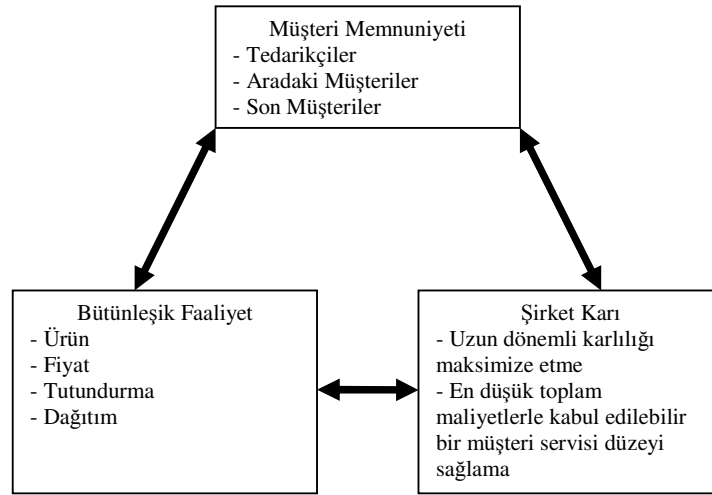 Müşteri Memnuniyeti
- Tedarikçiler
- Aradaki Müşteriler
- Son Müşteriler
Bütünleşik Faaliyet
- Ürün
- Fiyat
- Tutundurma
- Dağıtım
Şirket Karı
- Uzun dönemli karlılığı
maksimize etme
- En düşük toplam
maliyetlerle kabul edilebilir
bir müşteri servisi düzeyi
sağlama